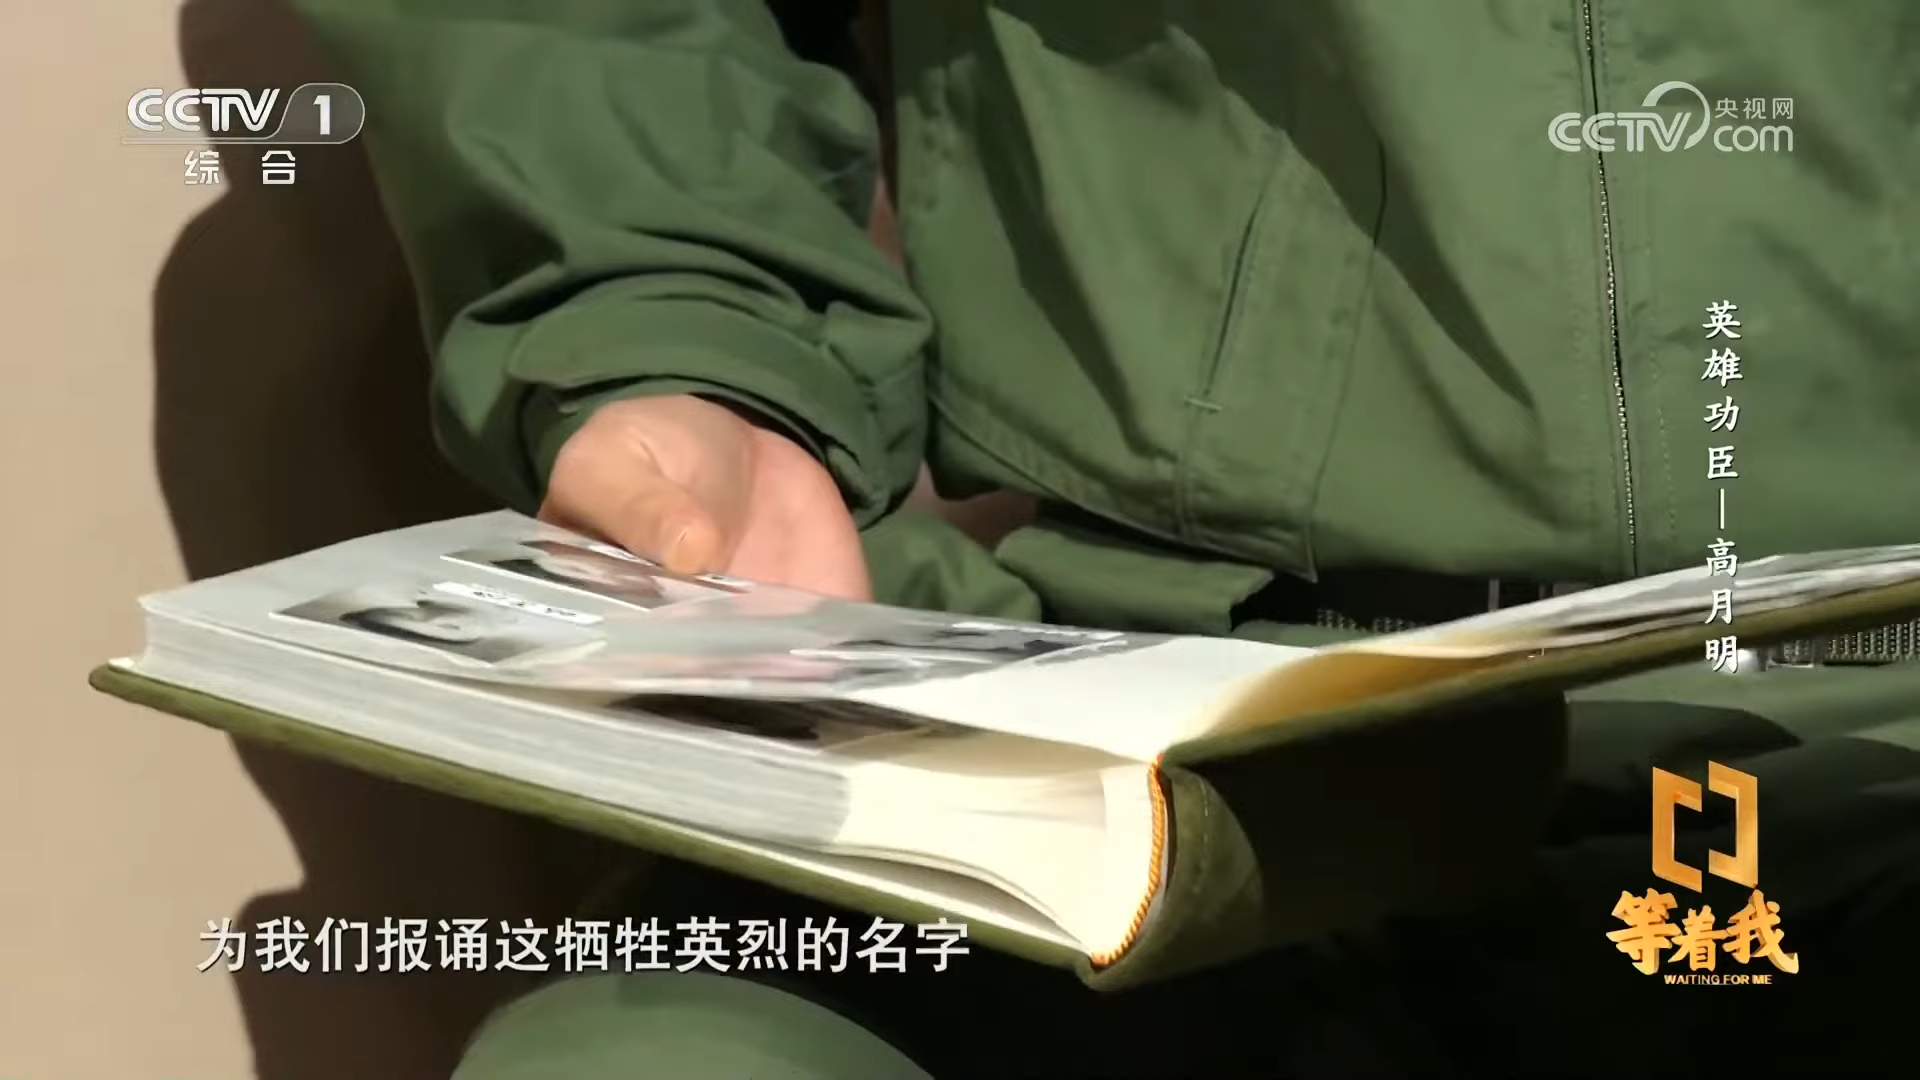 CCTV 1
综 合
央视网
CCTV com
英雄功臣—高月明
为我们报诵这牺牲英烈的名字
等着我
WAITING FOR ME